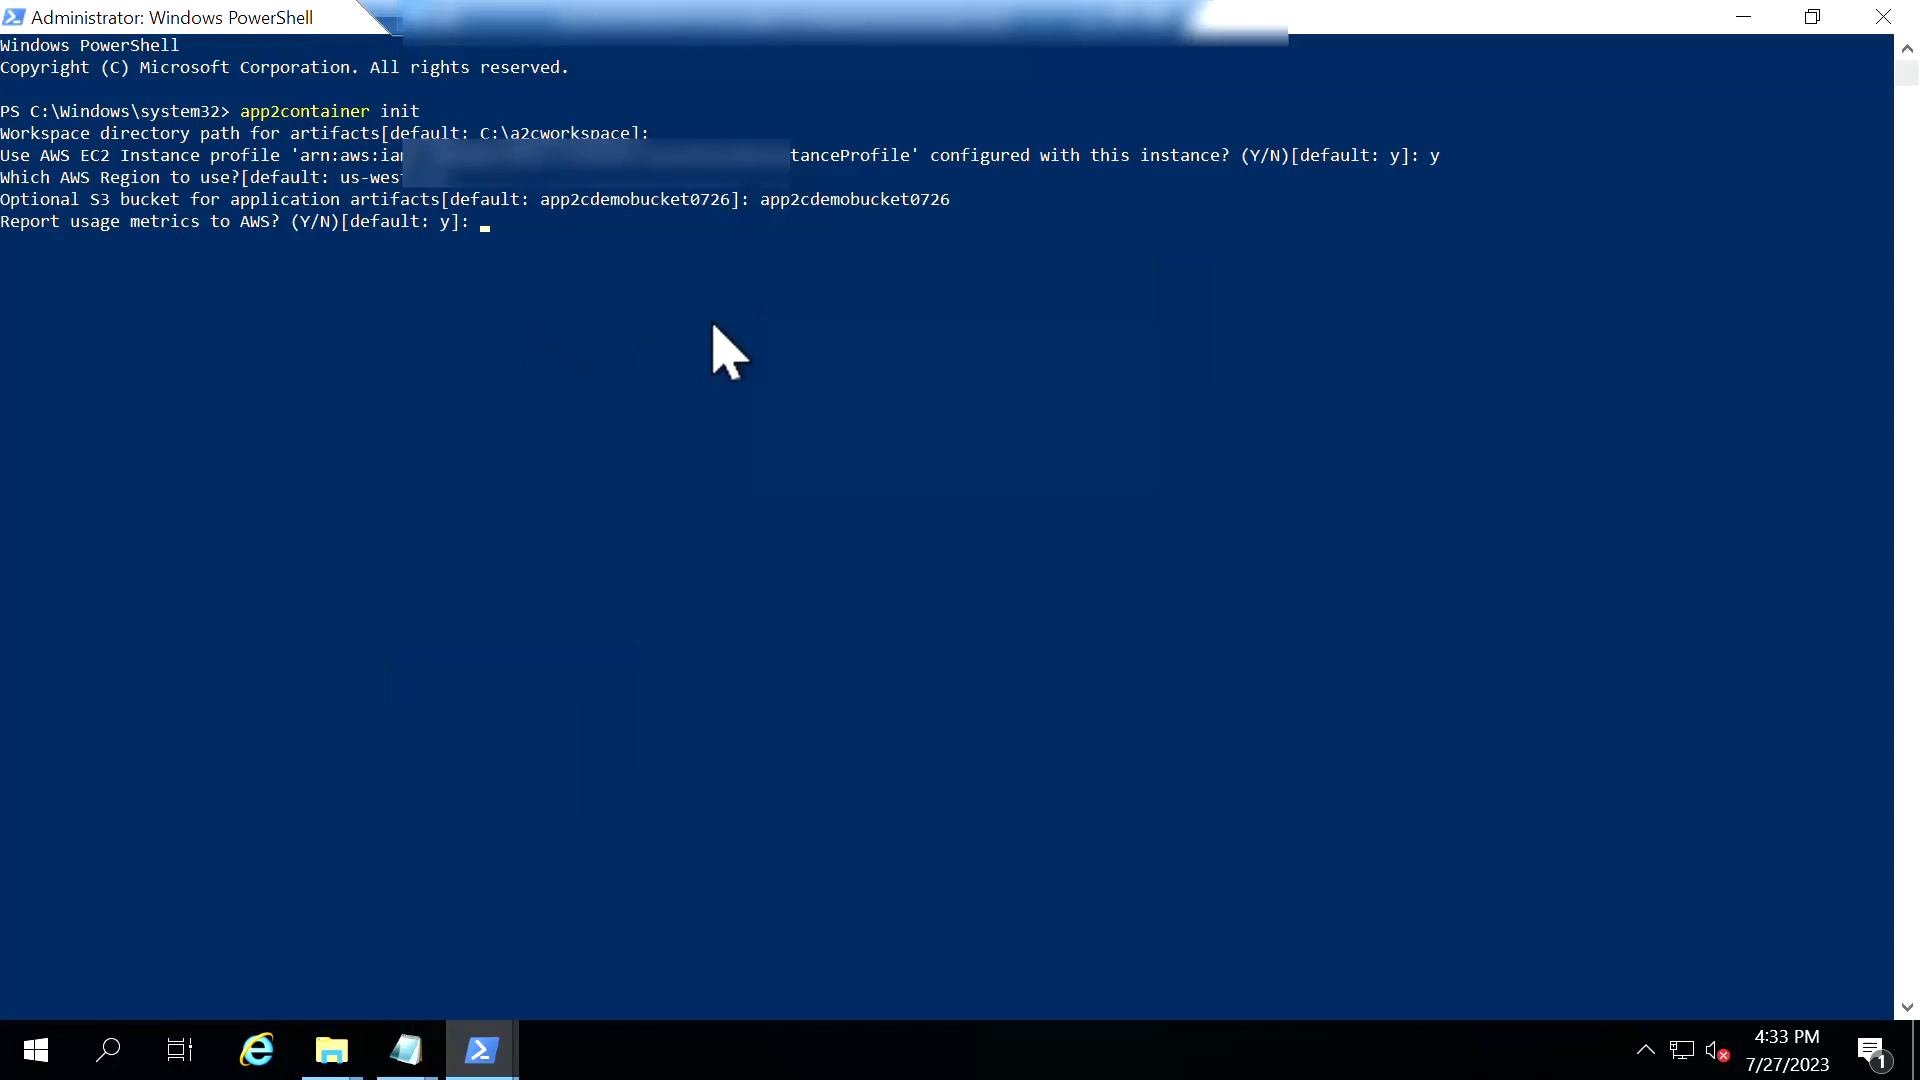 Administrator: Windows PowerShell
Windows PowerShell
Copyright (C) Microsoft Corporation. All rights reserved.
PS C:\Windows\system32> app2container init
Workspace directory path for artifacts[default: C:\a2cworkspace]:
Use AWS EC2 Instance profile 'arn:aws:iam tanceProfile' configured with this instance? (Y/N)[default: y]: y
Which AWS Region to use?[default: us-west
Optional S3 bucket for application artifacts[default: app2cdemobucket0726]: app2cdemobucket0726
Report usage metrics to AWS? (Y/N)[default: y]:
4:33 PM
7/27/2023
1